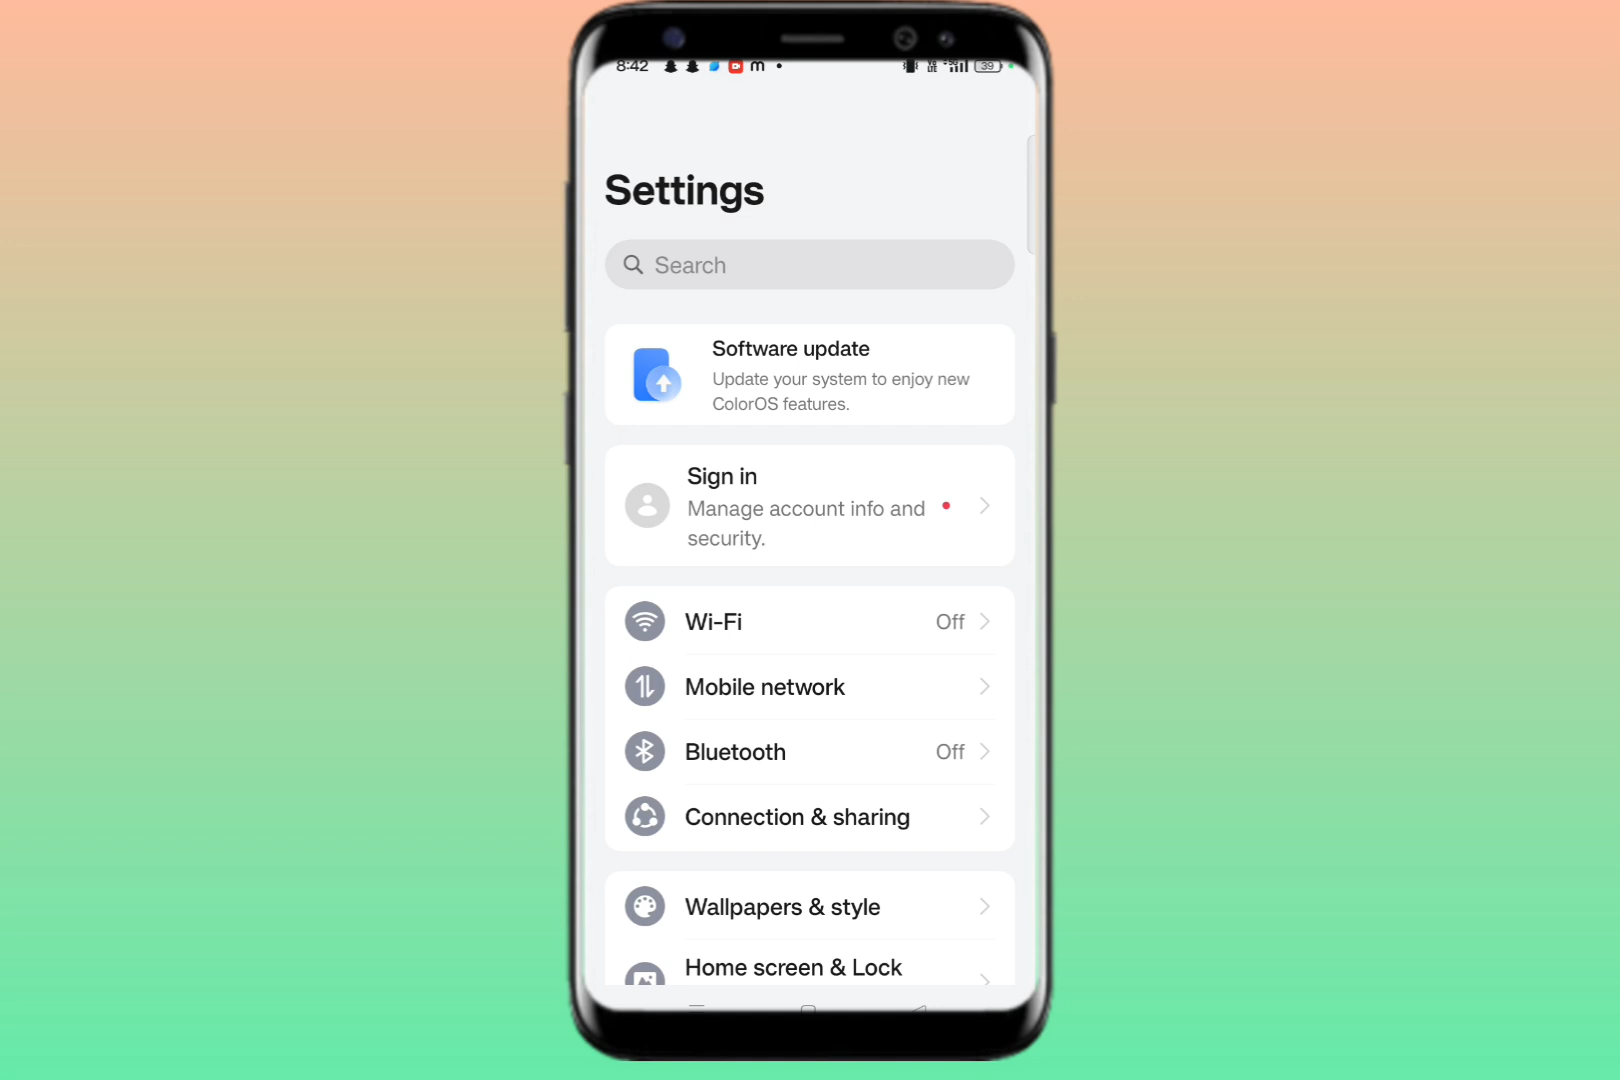 8:42 m 39
Settings
Search
Software update
Update your system to enjoy new
ColorOS features.
Sign in
Manage account info and
security.
Wi-Fi Off
Mobile network
Bluetooth Off
Connection & sharing
Wallpapers & style
Home screen & Lock